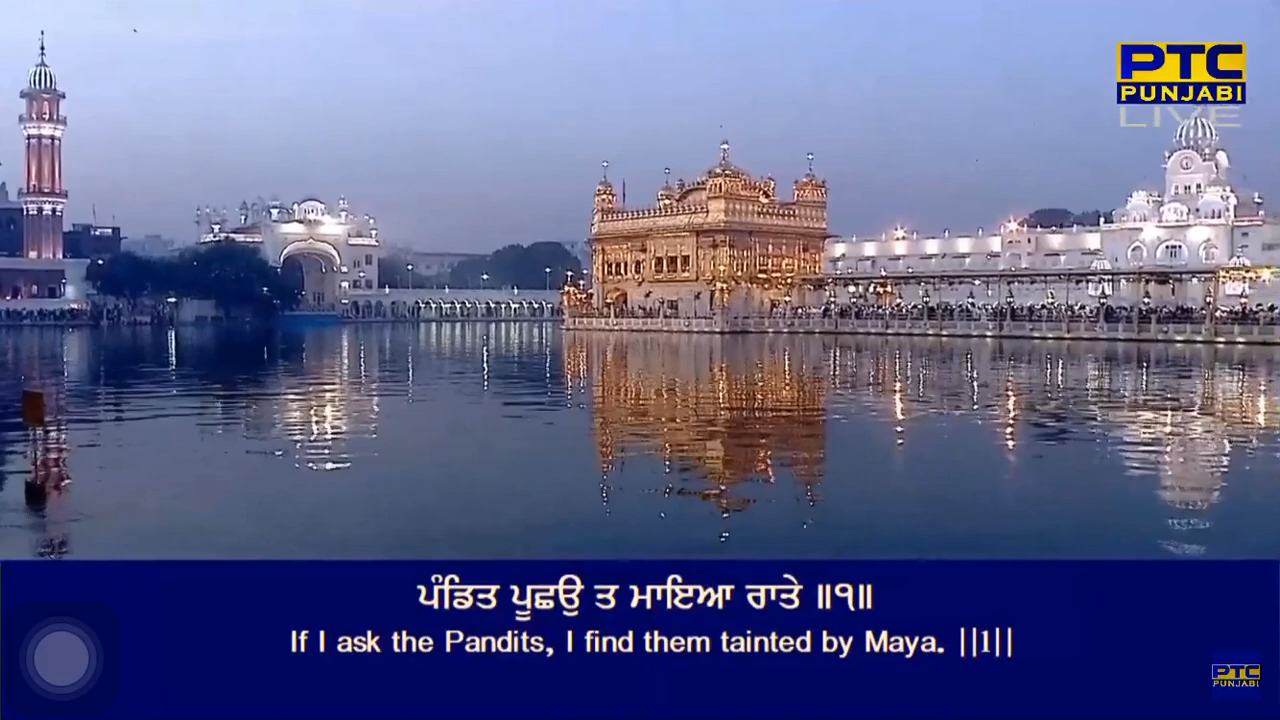 PTC
PUNJABI
LIVE
ਪੰਡਿਤ ਪੂਛਉ ਤ ਮਾਇਆ ਰਾਤੇ ॥੧॥
If I ask the Pandits, I find them tainted by Maya. ||1||
PTC
PUNJABI